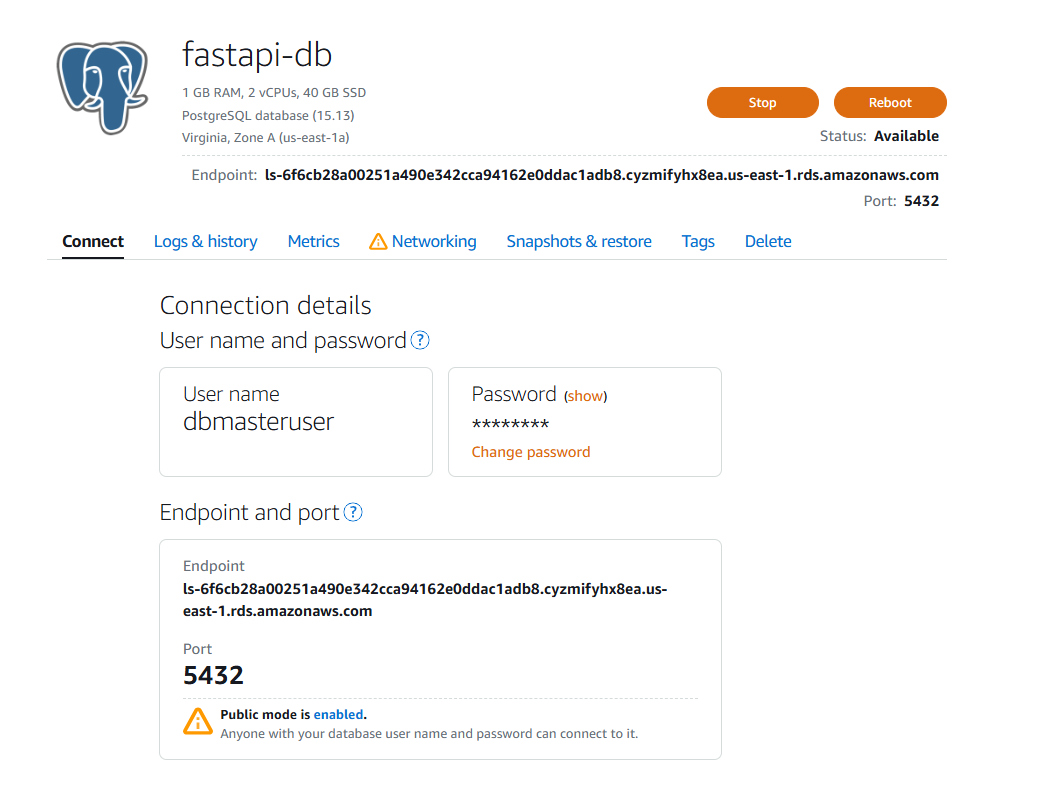 fastapi-db
1 GB RAM, 2 vCPUs, 40 GB SSD
PostgreSQL database (15.13)
Virginia, Zone A (us-east-1a)
Stop
Reboot
Status: Available
Endpoint: ls-6f6cb28a00251a490e342cca94162e0ddac1adb8.cyzmifyhx8ea.us-east-1.rds.amazonaws.com
Port: 5432
Connect
Logs & history
Metrics
Networking
Snapshots & restore
Tags
Delete
Connection details
User name and password ?
User name
dbmasteruser
Password (show)
********
Change password
Endpoint and port ?
Endpoint
ls-6f6cb28a00251a490e342cca94162e0ddac1adb8.cyzmifyhx8ea.us-
east-1.rds.amazonaws.com
Port
5432
Public mode is enabled.
Anyone with your database user name and password can connect to it.